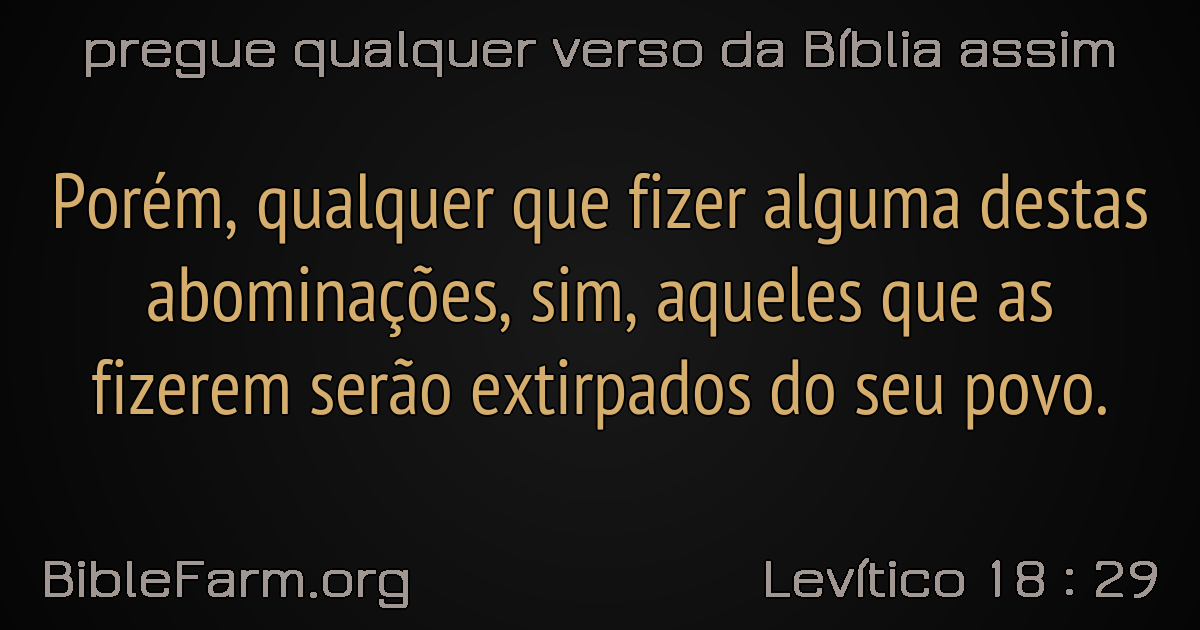 pregue qualquer verso da Bíblia assim
Porém, qualquer que fizer alguma destas
abominações, sim, aqueles que as
fizerem serão extirpados do seu povo.
BibleFarm.org
Levítico 18 : 29